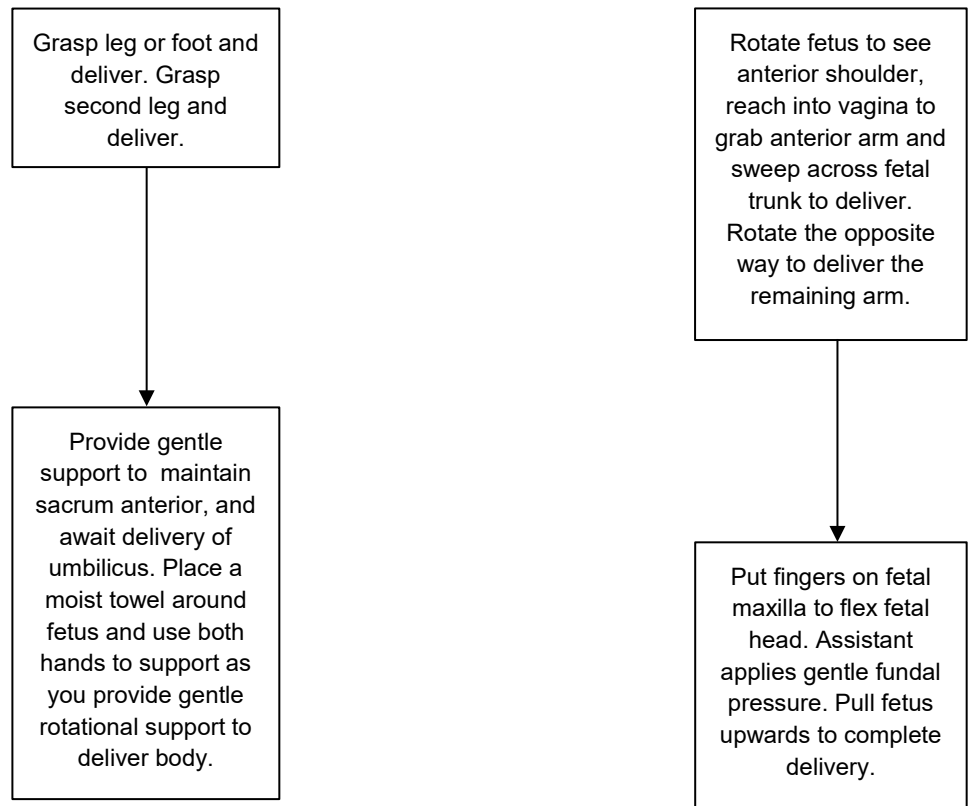 Grasp leg or foot and
deliver. Grasp
second leg and
deliver.
Provide gentle
support to  maintain
sacrum anterior, and
await delivery of
umbilicus. Place a
moist towel around
fetus and use both
hands to support as
you provide gentle
rotational support to
deliver body.
Rotate fetus to see
anterior shoulder,
reach into vagina to
grab anterior arm and
sweep across fetal
trunk to deliver.
Rotate the opposite
way to deliver the
remaining arm.
Put fingers on fetal
maxilla to flex fetal
head. Assistant
applies gentle fundal
pressure. Pull fetus
upwards to complete
delivery.